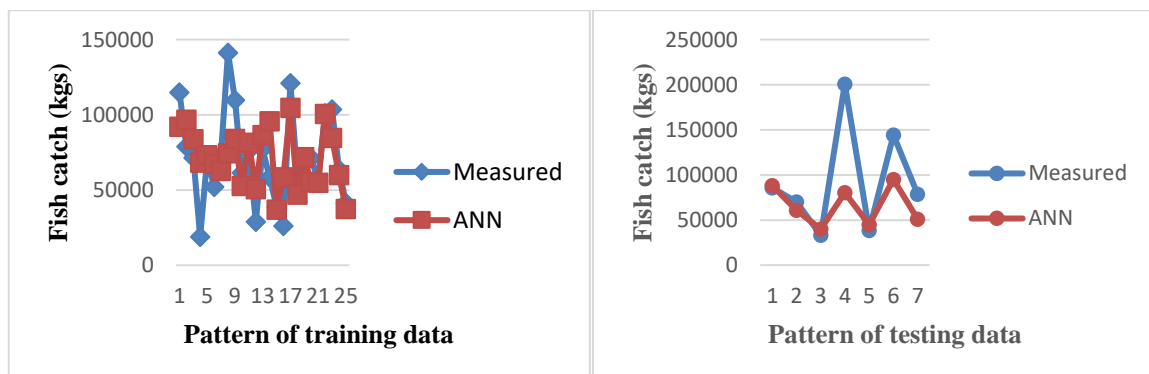 Fish catch (kgs)
150000
100000
50000
0
1 5 9 13 17 21 25
Pattern of training data
Measured
ANN
Fish catch (kgs)
250000
200000
150000
100000
50000
0
1 2 3 4 5 6 7
Pattern of testing data
Measured
ANN